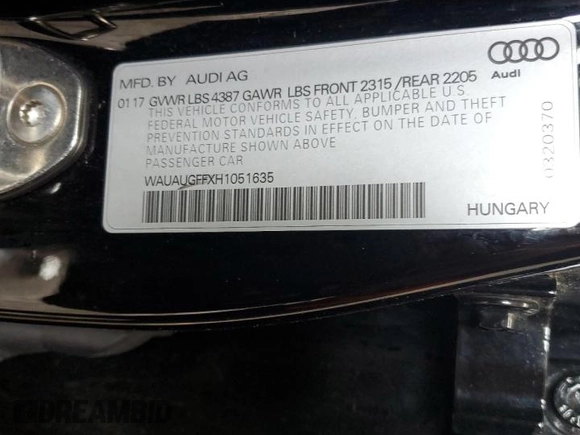 MFD. BY AUDI AG
Audi
01 17 GVWR LBS 4387 GAWR LBS FRONT 2315 / REAR 2205
THIS VEHICLE CONFORMS TO ALL APPLICABLE U.S.
FEDERAL MOTOR VEHICLE SAFETY, BUMPER AND THEFT
PREVENTION STANDARDS IN EFFECT ON THE DATE OF
MANUFACTURE SHOWN ABOVE
PASSENGER CAR
WAUAUGFFXH1051635
0320370
HUNGARY
DREAMBID